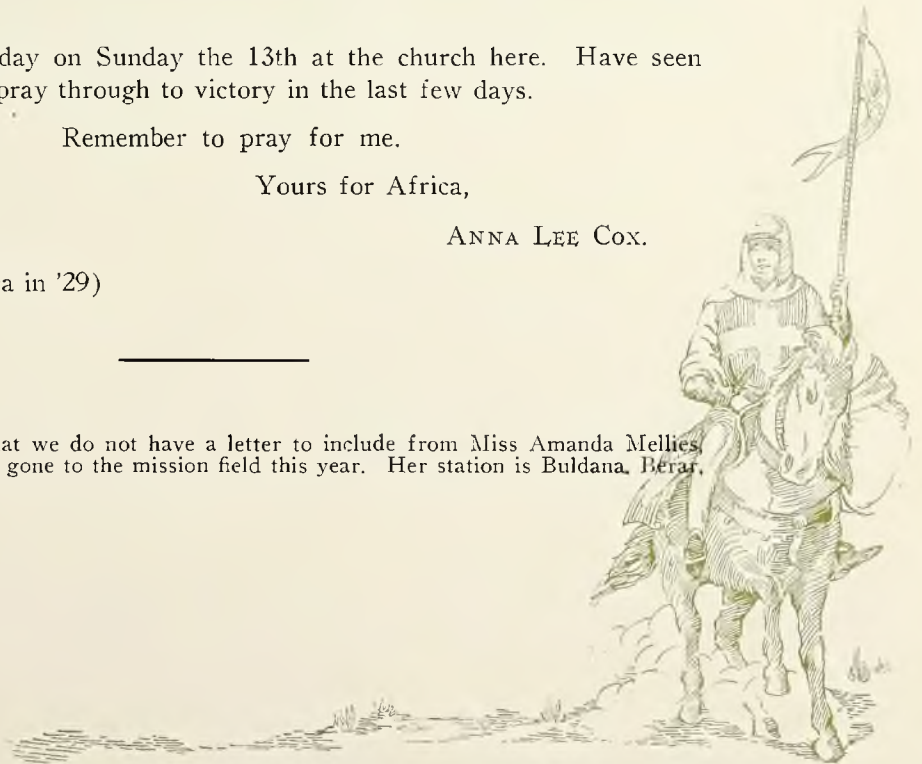 day on Sunday the 13th at the church here. Have seen
pray through to victory in the last few days.
Remember to pray for me.
Yours for Africa,
ANNA LEE COX.
a in '29)
at we do not have a letter to include from Miss Amanda Mellies,
gone to the mission field this year. Her station is Buldana, Berar,